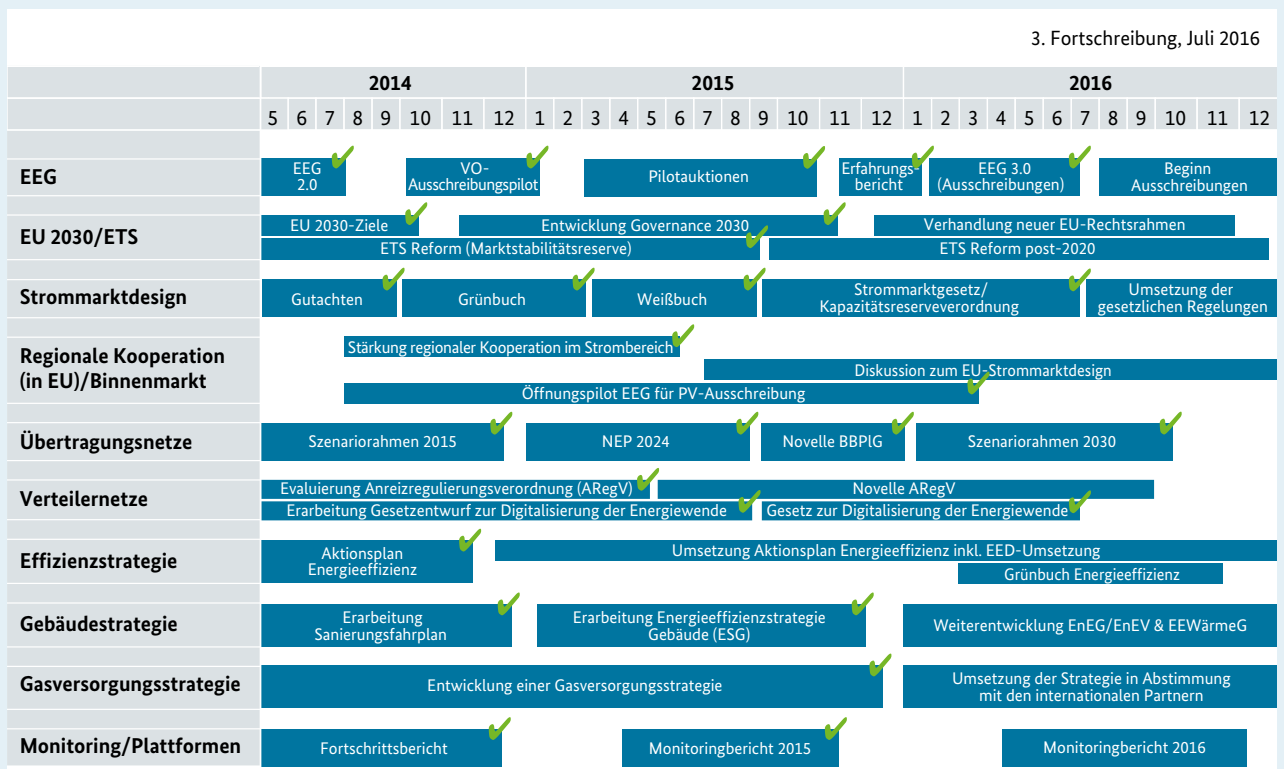 3. Fortschreibung, Juli 2016
2014 2015 2016
5 6 7 8 9 10 11 12 1 2 3 4 5 6 7 8 9 10 11 12 1 2 3 4 5 6 7 8 9 10 11 12
EEG
EEG
2.0
VO-
Ausschreibungspilot
Pilotauktionen
Erfahrungs-
bericht
EEG 3.0
(Ausschreibungen)
Beginn
Ausschreibungen
EU 2030/ETS
EU 2030-Ziele
Entwicklung Governance 2030
Verhandlung neuer EU-Rechtsrahmen
ETS Reform (Marktstabilitätsreserve)
ETS Reform post-2020
Strommarktdesign
Gutachten
Grünbuch
Weißbuch
Strommarktgesetz/
Kapazitätsreserveverordnung
Umsetzung der
gesetzlichen Regelungen
Regionale Kooperation
(in EU)/Binnenmarkt
Stärkung regionaler Kooperation im Strombereich
Diskussion zum EU-Strommarktdesign
Öffnungspilot EEG für PV-Ausschreibung
Übertragungsnetze
Szenariorahmen 2015
NEP 2024
Novelle BBPlG
Szenariorahmen 2030
Verteilernetze
Evaluierung Anreizregulierungsverordnung (ARegV)
Novelle ARegV
Erarbeitung Gesetzentwurf zur Digitalisierung der Energiewende
Gesetz zur Digitalisierung der Energiewende
Effizienzstrategie
Aktionsplan
Energieeffizienz
Umsetzung Aktionsplan Energieeffizienz inkl. EED-Umsetzung
Grünbuch Energieeffizienz
Gebäudestrategie
Erarbeitung
Sanierungsfahrplan
Erarbeitung Energieeffizienzstrategie
Gebäude (ESG)
Weiterentwicklung EnEG/EnEV & EEWärmeG
Gasversorgungsstrategie
Entwicklung einer Gasversorgungsstrategie
Umsetzung der Strategie in Abstimmung
mit den internationalen Partnern
Monitoring/Plattformen
Fortschrittsbericht
Monitoringbericht 2015
Monitoringbericht 2016